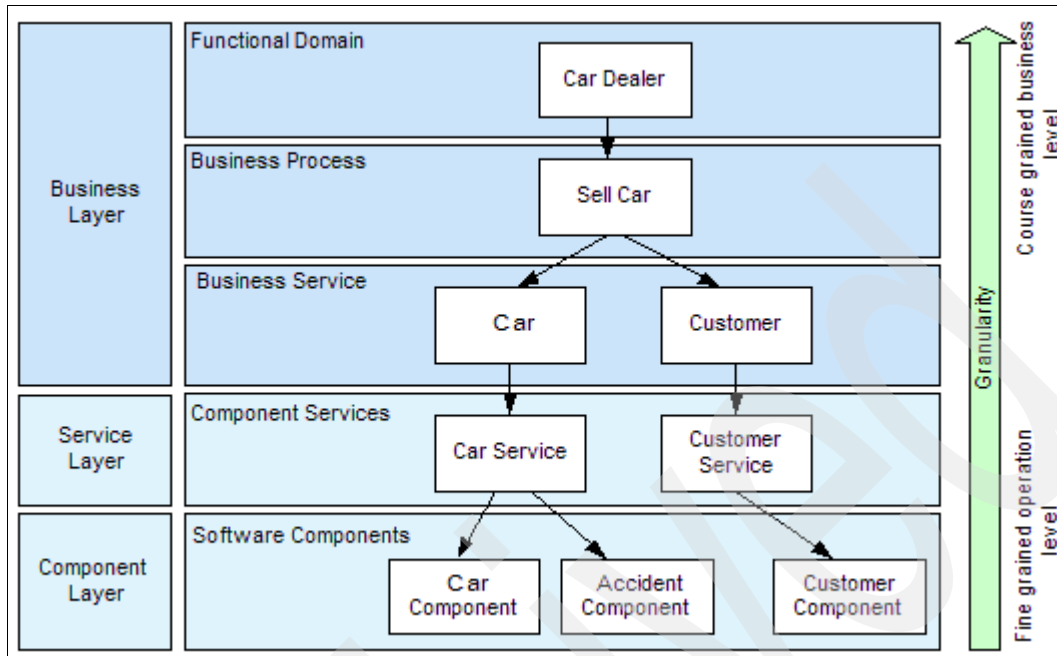 Functional Domain
Car Dealer
Business Process
Sell Car
Business
Layer
Business Service
Car
Customer
Component Services
Service
Layer
Car Service
Customer
Service
Software Components
Component
Layer
Car
Component
Accident
Component
Customer
Component
Granularity
Course grained business
level
Fine grained operation
level